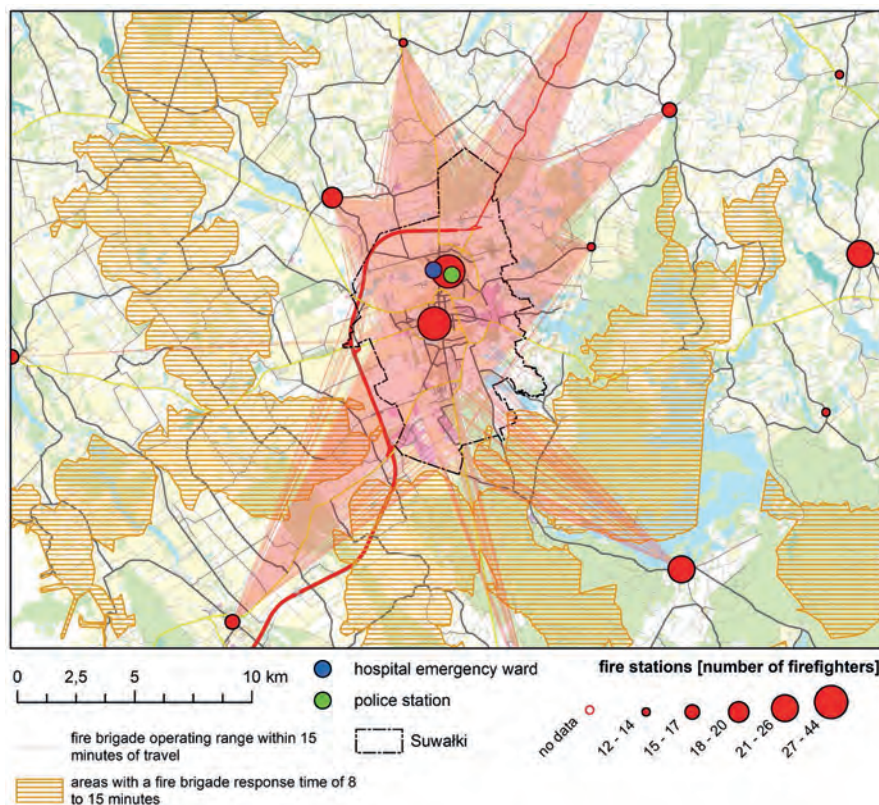 0 2,5 5 10 km
hospital emergency ward
police station
fire brigade operating range within 15
minutes of travel
Suwałki
areas with a fire brigade response time of 8
to 15 minutes
fire stations [number of firefighters]
no data
12 - 14
15 - 17
18 - 20
21 - 26
27 - 44